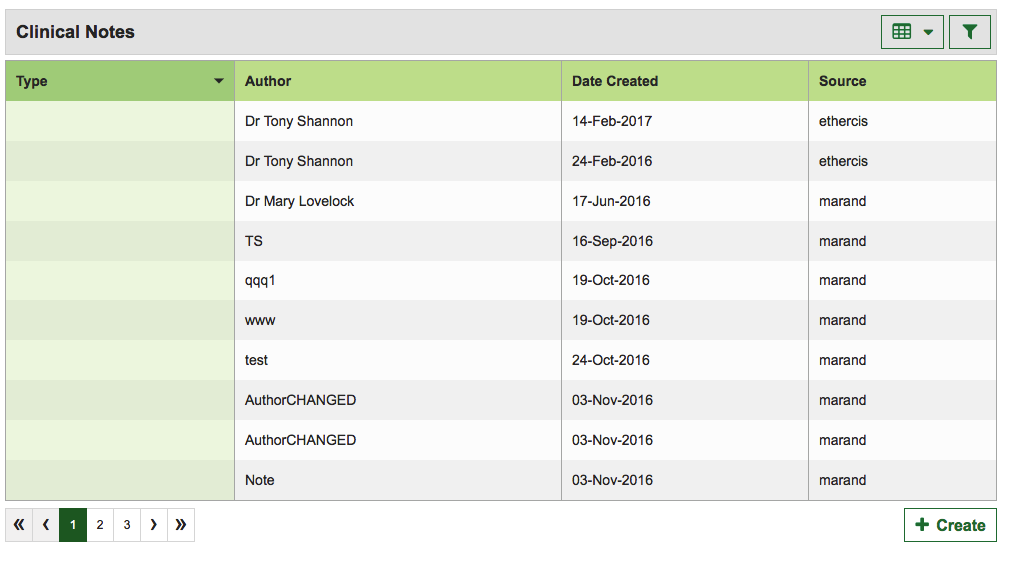 Clinical Notes
Type Author Date Created Source
Dr Tony Shannon 14-Feb-2017 ethercis
Dr Tony Shannon 24-Feb-2016 ethercis
Dr Mary Lovelock 17-Jun-2016 marand
TS 16-Sep-2016 marand
qqq1 19-Oct-2016 marand
www 19-Oct-2016 marand
test 24-Oct-2016 marand
AuthorCHANGED 03-Nov-2016 marand
AuthorCHANGED 03-Nov-2016 marand
Note 03-Nov-2016 marand
« ‹ 1 2 3 › » + Create